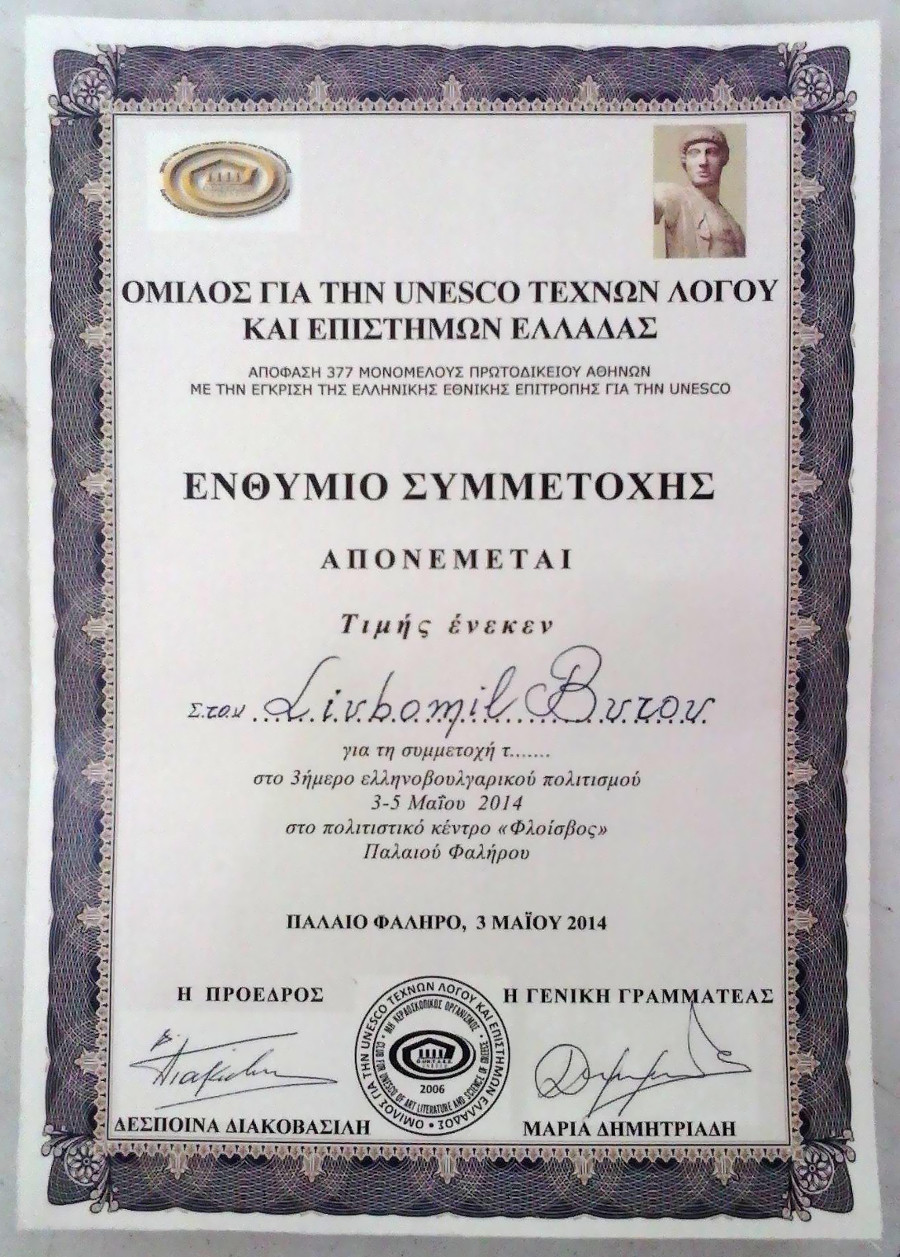 ΟΜΙΛΟΣ ΓΙΑ ΤΗΝ UNESCO ΤΕΧΝΩΝ ΛΟΓΟΥ
ΚΑΙ ΕΠΙΣΤΗΜΩΝ ΕΛΛΑΔΑΣ
ΑΠΟΦΑΣΗ 377 ΜΟΝΟΜΕΛΟΥΣ ΠΡΩΤΟΔΙΚΕΙΟΥ ΑΘΗΝΩΝ
ΜΕ ΤΗΝ ΕΓΚΡΙΣΗ ΤΗΣ ΕΛΛΗΝΙΚΗΣ ΕΘΝΙΚΗΣ ΕΠΙΤΡΟΠΗΣ ΓΙΑ ΤΗΝ UNESCO
ΕΝΘΥΜΙΟ ΣΥΜΜΕΤΟΧΗΣ
ΑΠΟΝΕΜΕΤΑΙ
Τιμής ένεκεν
Στον Livbomil Bvτov
για τη συμμετοχή τ.......
στο 3ήμερο ελληνοβουλγαρικού πολιτισμού
3-5 Μαΐου 2014
στο πολιτιστικό κέντρο «Φλοίσβος»
Παλαιού Φαλήρου
ΠΑΛΑΙΟ ΦΑΛΗΡΟ, 3 ΜΑΪΟΥ 2014
Η ΠΡΟΕΔΡΟΣ
Η ΓΕΝΙΚΗ ΓΡΑΜΜΑΤΕΑΣ
ΟΜΙΛΟΣ ΓΙΑ ΤΗΝ UNESCO ΤΕΧΝΩΝ ΛΟΓΟΥ ΚΑΙ ΕΠΙΣΤΗΜΩΝ ΕΛΛΑΔΟΣ
ΜΗ ΚΕΡΔΟΣΚΟΠΙΚΟΣ ΟΡΓΑΝΙΣΜΟΣ
CLUB FOR UNESCO OF ART LITERATURE AND SCIENCE OF GREECE
2006
ΔΕΣΠΟΙΝΑ ΔΙΑΚΟΒΑΣΙΛΗ
ΜΑΡΙΑ ΔΗΜΗΤΡΙΑΔΗ